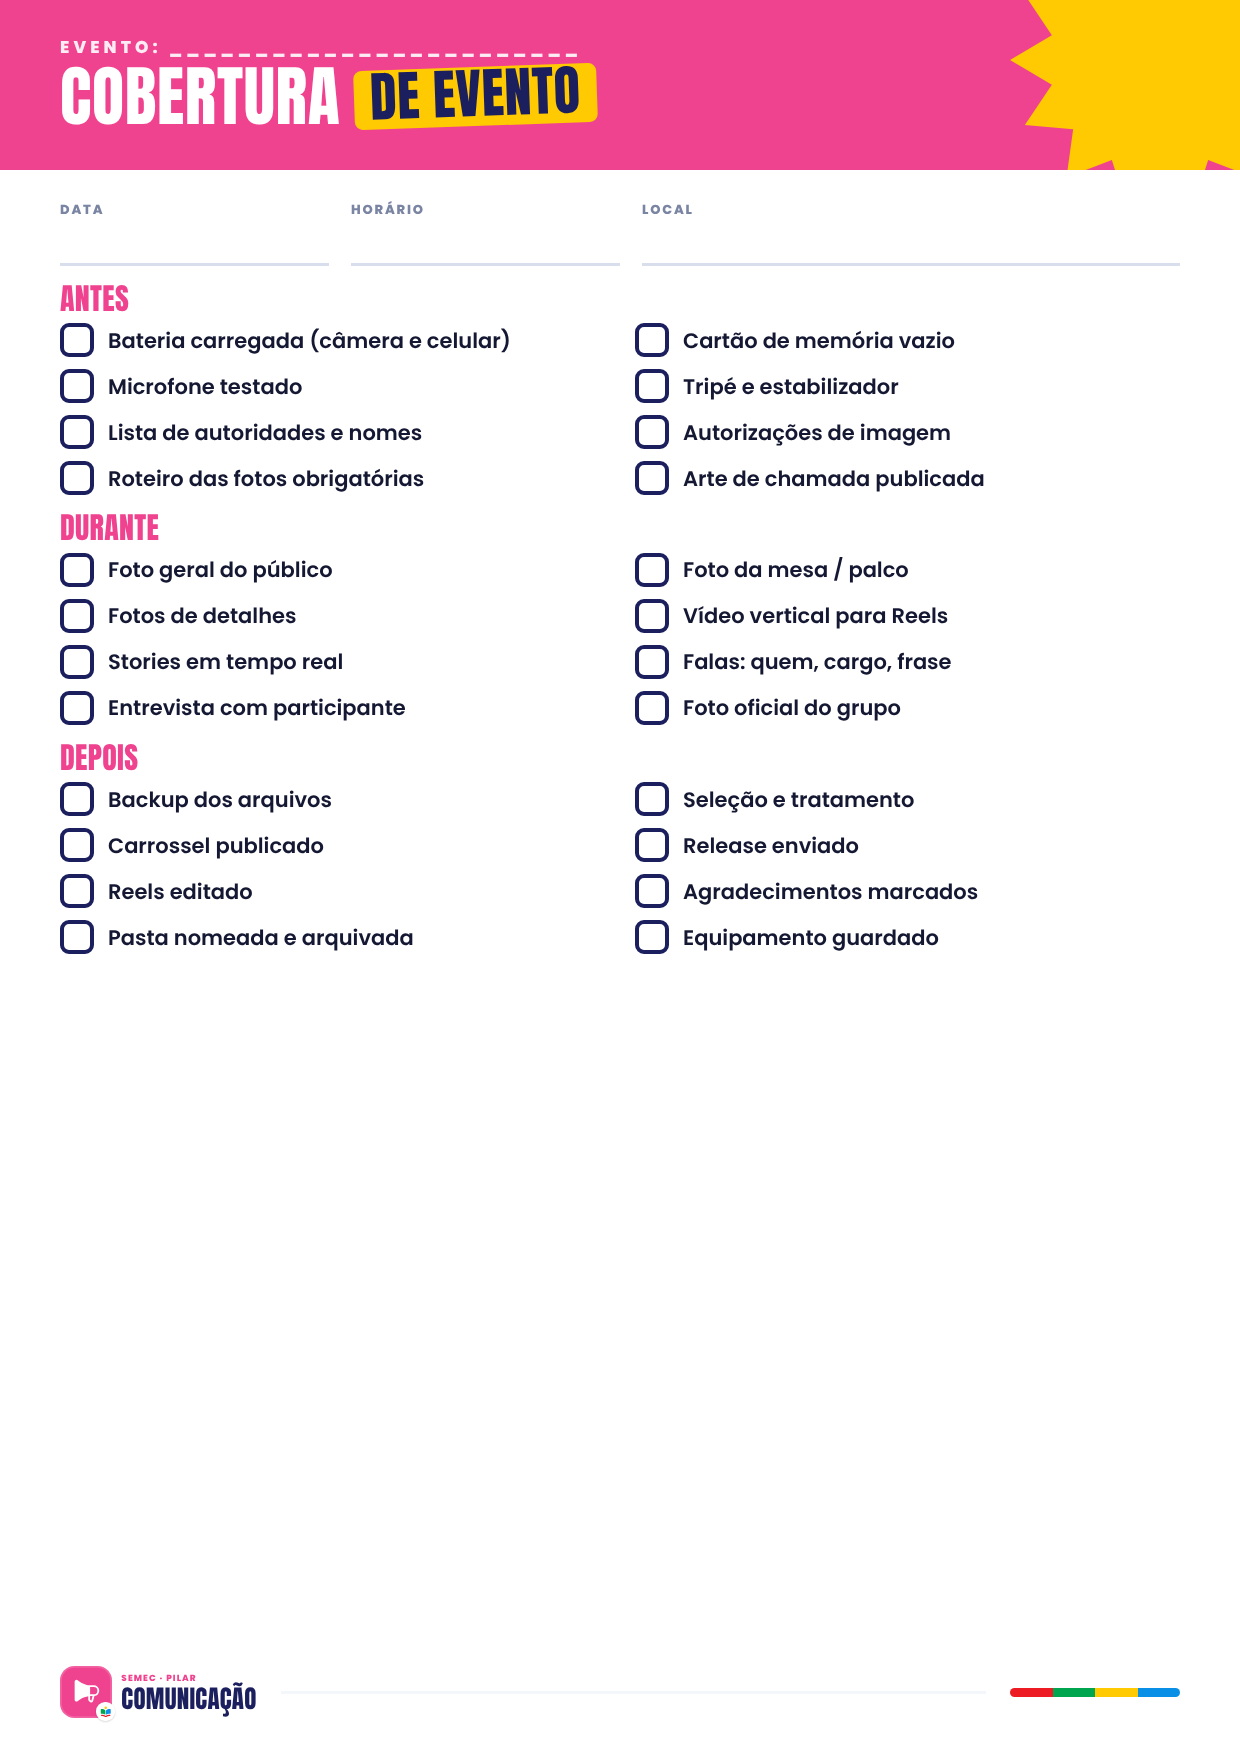 EVENTO: ________________________
COBERTURA DE EVENTO
DATA
HORÁRIO
LOCAL
ANTES
Bateria carregada (câmera e celular)
Cartão de memória vazio
Microfone testado
Tripé e estabilizador
Lista de autoridades e nomes
Autorizações de imagem
Roteiro das fotos obrigatórias
Arte de chamada publicada
DURANTE
Foto geral do público
Foto da mesa / palco
Fotos de detalhes
Vídeo vertical para Reels
Stories em tempo real
Falas: quem, cargo, frase
Entrevista com participante
Foto oficial do grupo
DEPOIS
Backup dos arquivos
Seleção e tratamento
Carrossel publicado
Release enviado
Reels editado
Agradecimentos marcados
Pasta nomeada e arquivada
Equipamento guardado
SEMEC · PILAR
COMUNICAÇÃO